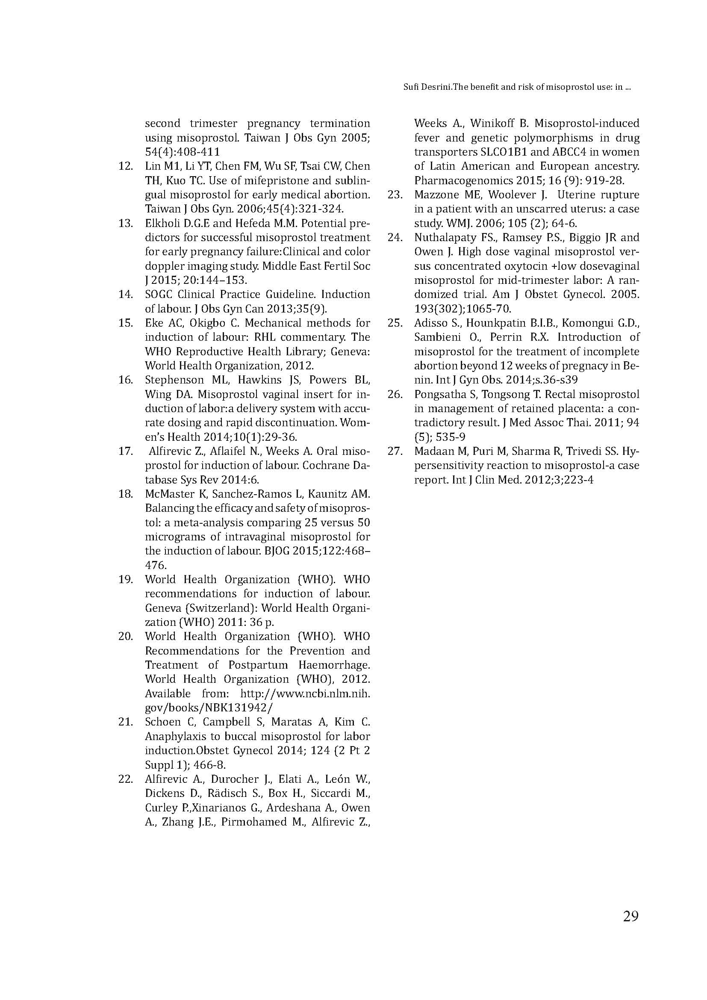 Sufi Desrini.The benefit and risk of misoprostol use: in ...
second trimester pregnancy termination
using misoprostol. Taiwan J Obs Gyn 2005;
54(4):408-411
12. Lin M1, Li YT, Chen FM, Wu SF, Tsai CW, Chen
TH, Kuo TC. Use of mifepristone and sublin-
gual misoprostol for early medical abortion.
Taiwan J Obs Gyn. 2006;45(4):321-324.
13. Elkholi D.G.E and Hefeda M.M. Potential pre-
dictors for successful misoprostol treatment
for early pregnancy failure:Clinical and color
doppler imaging study. Middle East Fertil Soc
J 2015; 20:144–153.
14. SOGC Clinical Practice Guideline. Induction
of labour. J Obs Gyn Can 2013;35(9).
15. Eke AC, Okigbo C. Mechanical methods for
induction of labour: RHL commentary. The
WHO Reproductive Health Library; Geneva:
World Health Organization, 2012.
16. Stephenson ML, Hawkins JS, Powers BL,
Wing DA. Misoprostol vaginal insert for in-
duction of labor:a delivery system with accu-
rate dosing and rapid discontinuation. Wom-
en’s Health 2014;10(1):29-36.
17. Alfirevic Z., Aflaifel N., Weeks A. Oral miso-
prostol for induction of labour. Cochrane Da-
tabase Sys Rev 2014:6.
18. McMaster K, Sanchez-Ramos L, Kaunitz AM.
Balancing the efficacy and safety of misopros-
tol: a meta-analysis comparing 25 versus 50
micrograms of intravaginal misoprostol for
the induction of labour. BJOG 2015;122:468–
476.
19. World Health Organization (WHO). WHO
recommendations for induction of labour.
Geneva (Switzerland): World Health Organi-
zation (WHO) 2011: 36 p.
20. World Health Organization (WHO). WHO
Recommendations for the Prevention and
Treatment of Postpartum Haemorrhage.
World Health Organization (WHO), 2012.
Available from: http://www.ncbi.nlm.nih.
gov/books/NBK131942/
21. Schoen C, Campbell S, Maratas A, Kim C.
Anaphylaxis to buccal misoprostol for labor
induction.Obstet Gynecol 2014; 124 (2 Pt 2
Suppl 1); 466-8.
22. Alfirevic A., Durocher J., Elati A., León W.,
Dickens D., Rädisch S., Box H., Siccardi M.,
Curley P.,Xinarianos G., Ardeshana A., Owen
A., Zhang J.E., Pirmohamed M., Alfirevic Z.,
Weeks A., Winikoff B. Misoprostol-induced
fever and genetic polymorphisms in drug
transporters SLCO1B1 and ABCC4 in women
of Latin American and European ancestry.
Pharmacogenomics 2015; 16 (9): 919-28.
23. Mazzone ME, Woolever J. Uterine rupture
in a patient with an unscarred uterus: a case
study. WMJ. 2006; 105 (2); 64-6.
24. Nuthalapaty FS., Ramsey P.S., Biggio JR and
Owen J. High dose vaginal misoprostol ver-
sus concentrated oxytocin +low dosevaginal
misoprostol for mid-trimester labor: A ran-
domized trial. Am J Obstet Gynecol. 2005.
193(302);1065-70.
25. Adisso S., Hounkpatin B.I.B., Komongui G.D.,
Sambieni O., Perrin R.X. Introduction of
misoprostol for the treatment of incomplete
abortion beyond 12 weeks of pregnacy in Be-
nin. Int J Gyn Obs. 2014;s.36-s39
26. Pongsatha S, Tongsong T. Rectal misoprostol
in management of retained placenta: a con-
tradictory result. J Med Assoc Thai. 2011; 94
(5); 535-9
27. Madaan M, Puri M, Sharma R, Trivedi SS. Hy-
persensitivity reaction to misoprostol-a case
report. Int J Clin Med. 2012;3;223-4
29